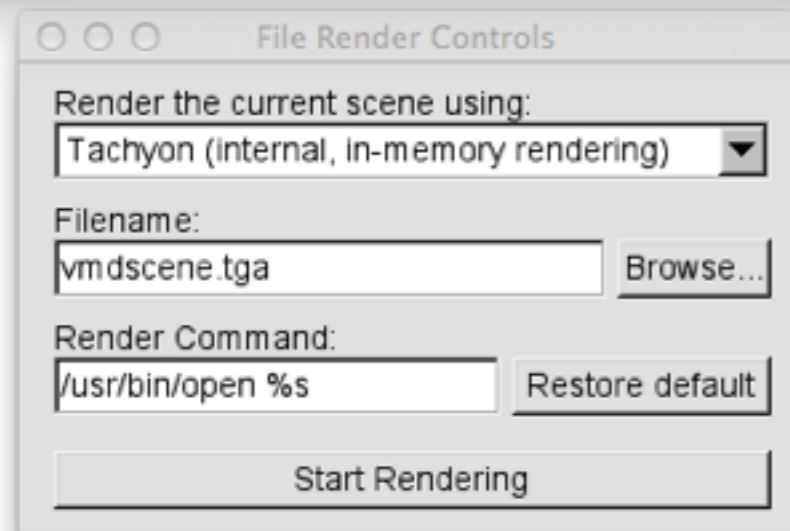 File Render Controls
Render the current scene using:
Tachyon (internal, in-memory rendering)
Filename:
vmdscene.tga
Browse...
Render Command:
/usr/bin/open %s
Restore default
Start Rendering